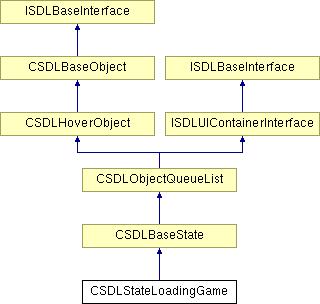 ISDLBaseInterface
CSDLBaseObject
ISDLBaseInterface
CSDLHoverObject
ISDLUIContainerInterface
CSDLObjectQueueList
CSDLBaseState
CSDLStateLoadingGame